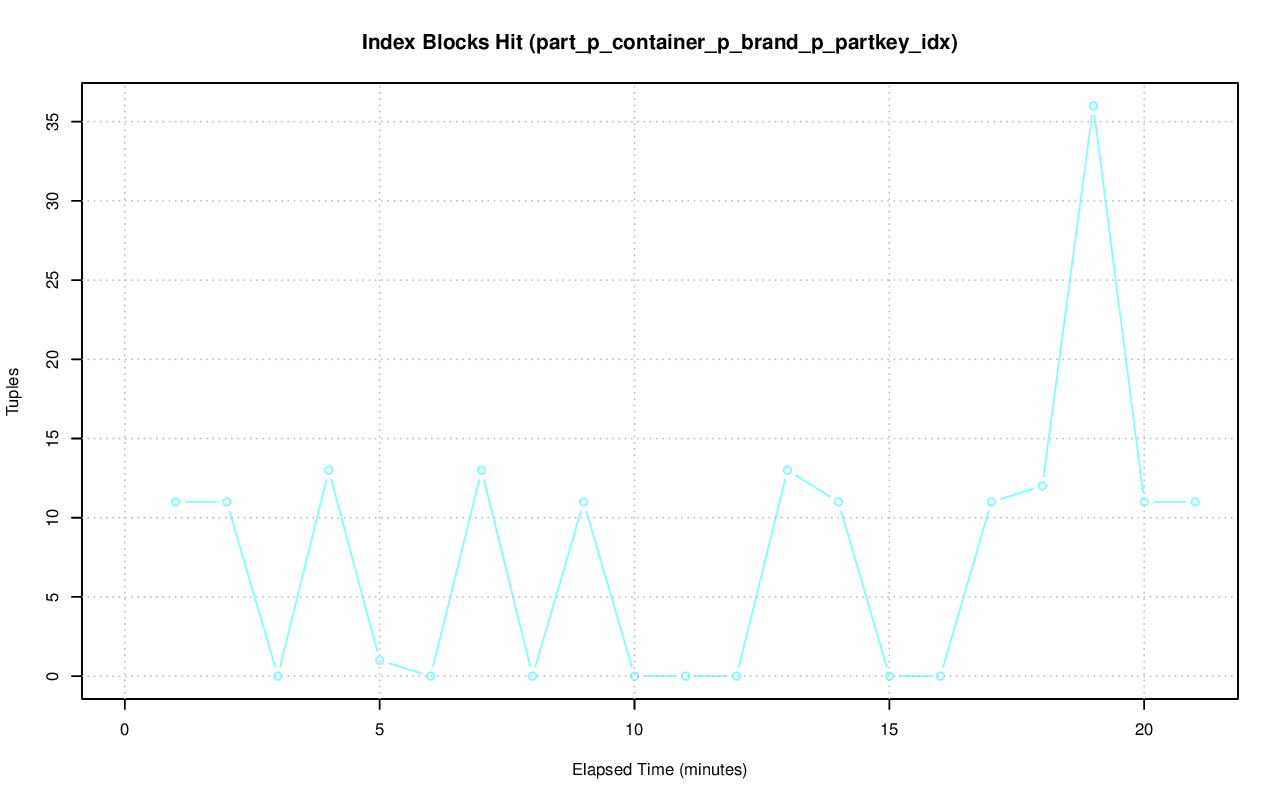 Index Blocks Hit (part_p_container_p_brand_p_partkey_idx)
35
30
25
20
15
10
5
0
Tuples
0 5 10 15 20
Elapsed Time (minutes)